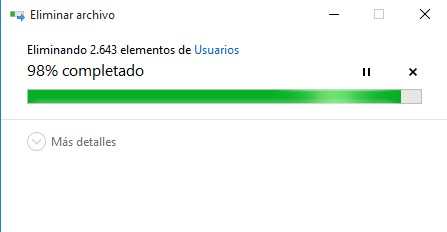 Eliminar archivo
Eliminando 2.643 elementos de Usuarios
98% completado
Más detalles